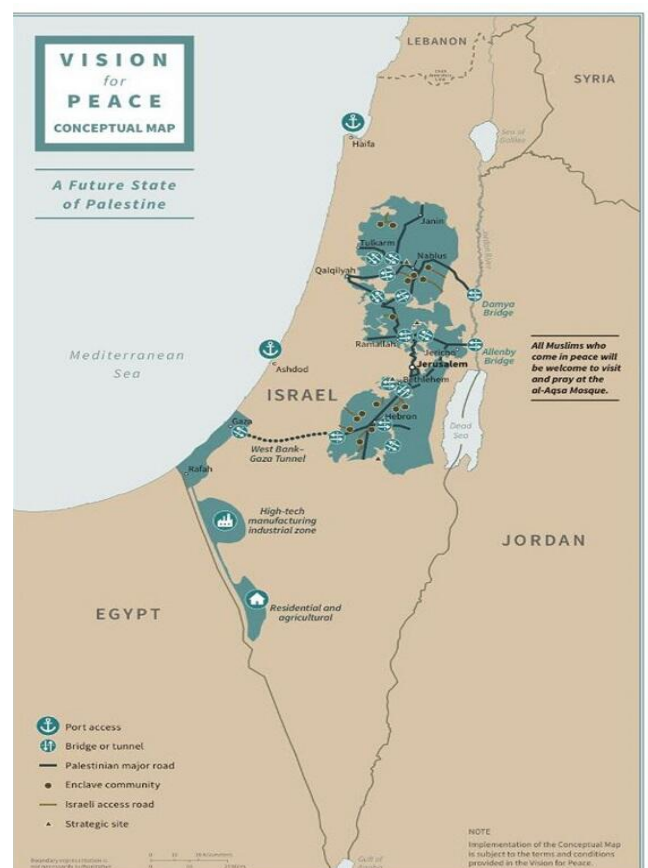 VISION
for
PEACE
CONCEPTUAL MAP
A Future State
of Palestine
LEBANON
SYRIA
Sea of
Galilee
Haifa
Janin
Tulkarm
Nablus
Qalqilyah
Jordan River
Damya
Bridge
Mediterranean
Sea
Ashdod
Ramallah
Jericho
Allenby
Bridge
Jerusalem
Bethlehem
All Muslims who
come in peace will
be welcome to visit
and pray at the
al-Aqsa Mosque.
ISRAEL
Hebron
Dead
Sea
Gaza
West Bank–
Gaza Tunnel
Rafah
High-tech
manufacturing
industrial zone
JORDAN
EGYPT
Residential and
agricultural
Port access
Bridge or tunnel
Palestinian major road
Enclave community
Israeli access road
Strategic site
NOTE
Implementation of the Conceptual Map
is subject to the terms and conditions
provided in the Vision for Peace.
Gulf of